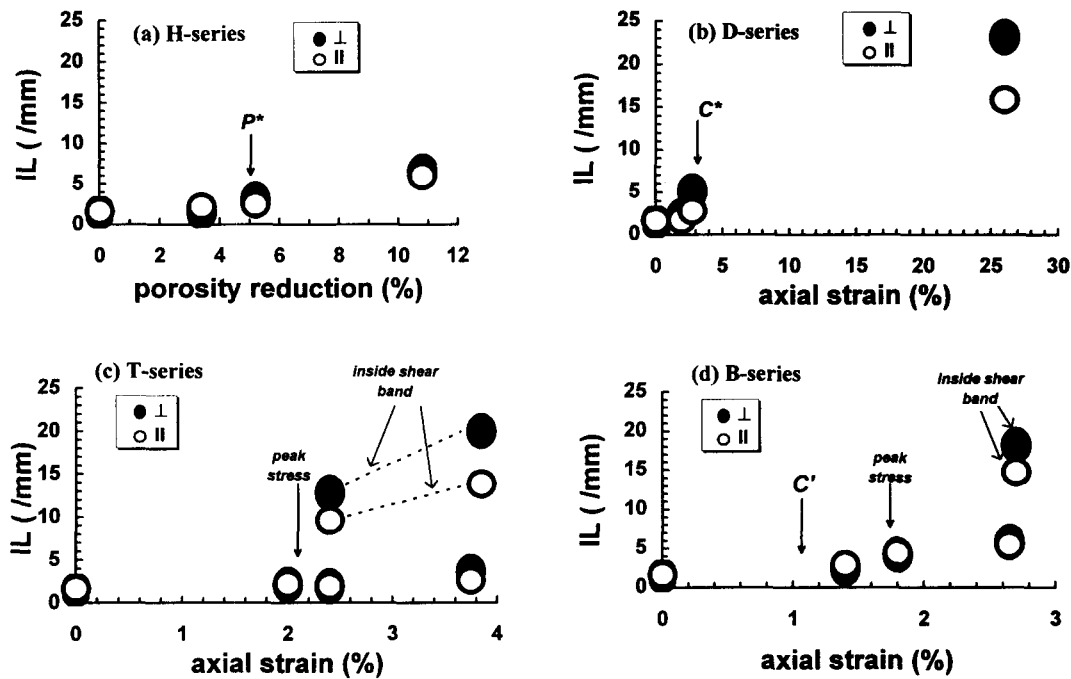 (a) H-series
⊥
||
P*
IL ( /mm)
25
20
15
10
5
0
0 2 4 6 8 10 12
porosity reduction (%)
(b) D-series
⊥
||
C*
IL ( /mm)
25
20
15
10
5
0
0 5 10 15 20 25 30
axial strain (%)
(c) T-series
⊥
||
inside shear
band
peak
stress
IL ( /mm)
25
20
15
10
5
0
0 1 2 3 4
axial strain (%)
(d) B-series
⊥
||
inside shear
band
peak
stress
C'
IL ( /mm)
25
20
15
10
5
0
0 1 2 3
axial strain (%)